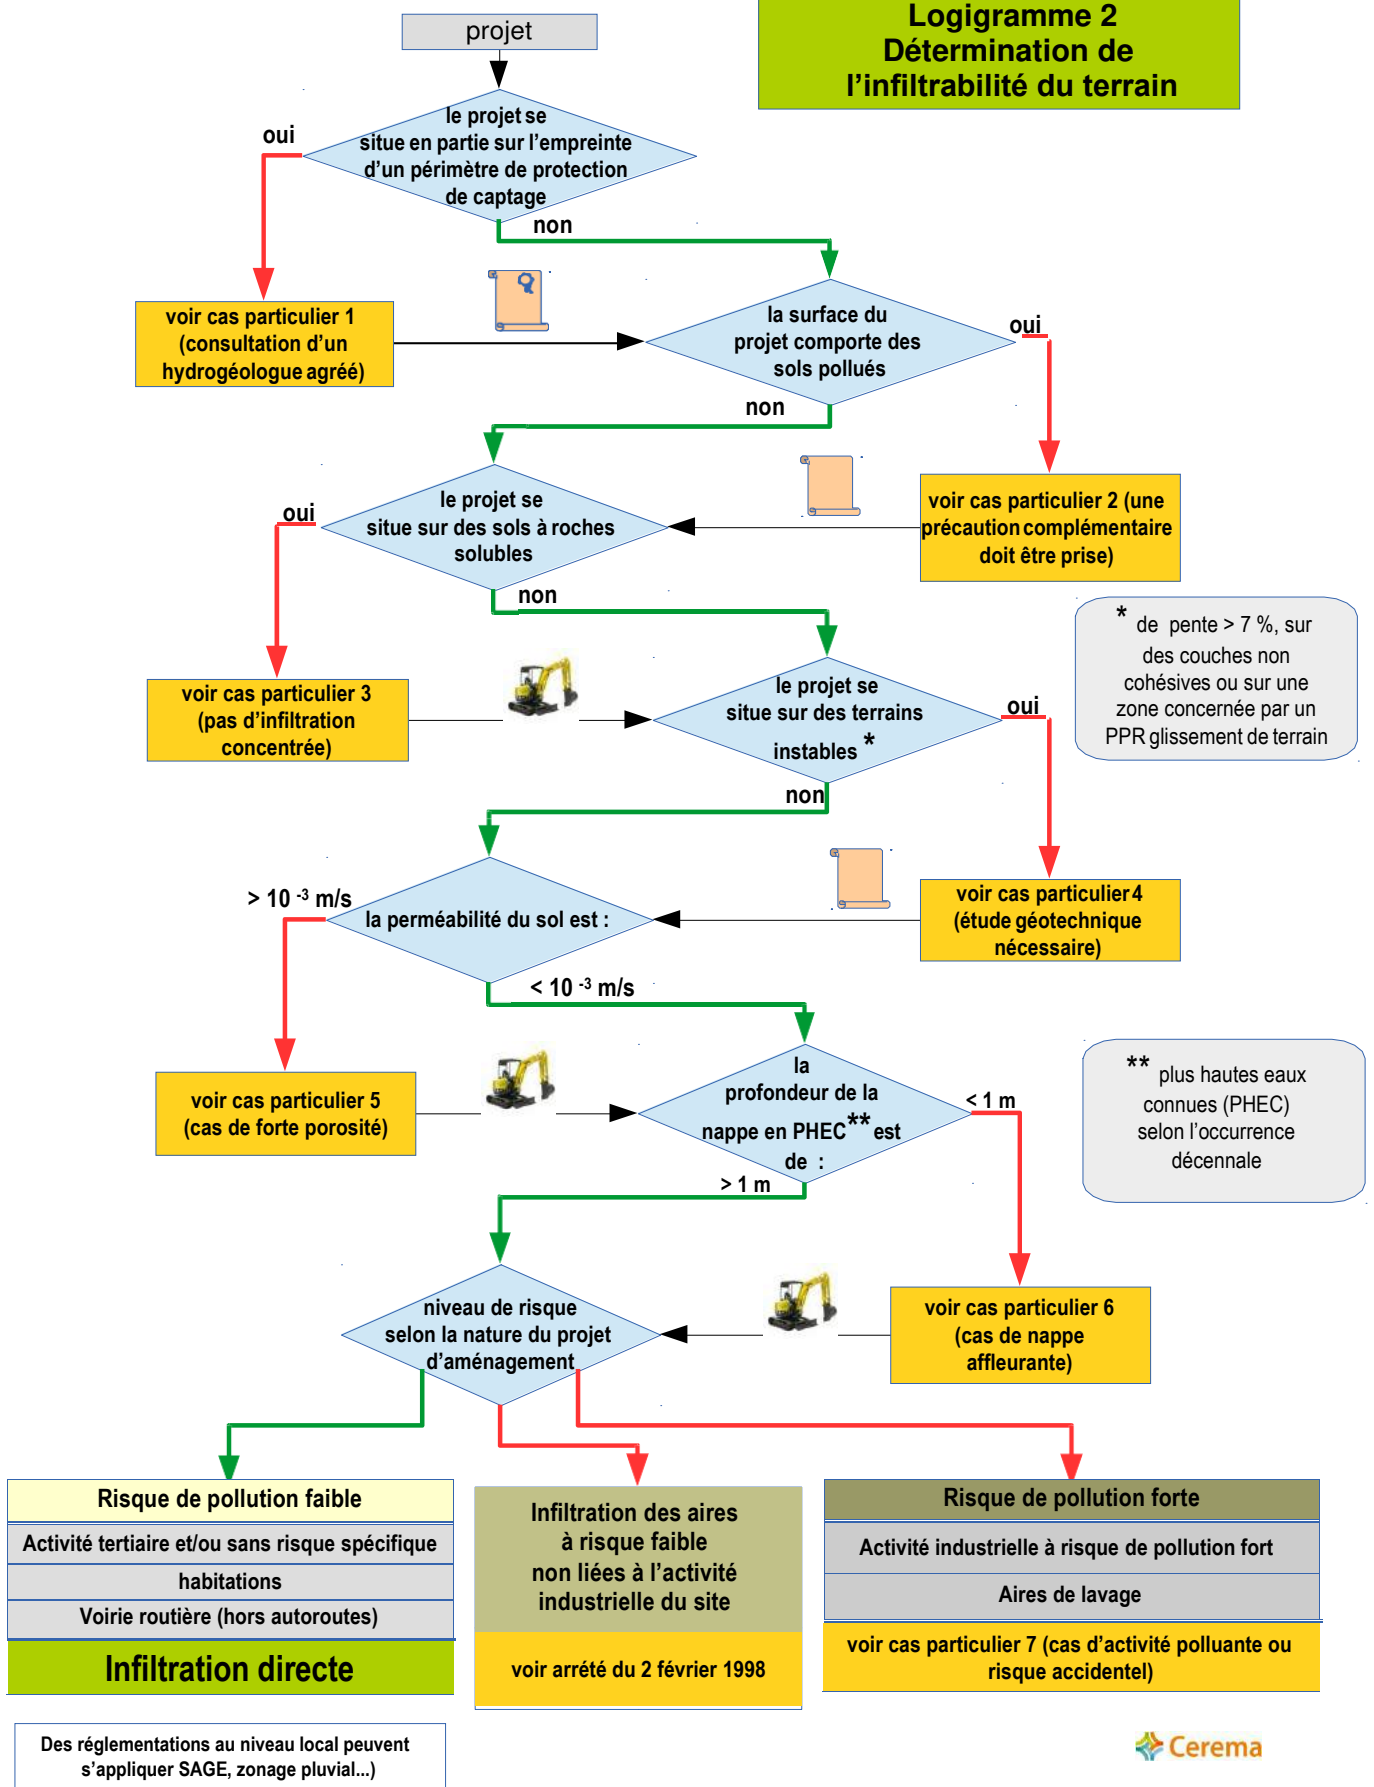 Logigramme 2
Détermination de
l'infiltrabilité du terrain
projet
le projet se
situe en partie sur l'empreinte
d'un périmètre de protection
de captage
oui
non
voir cas particulier 1
(consultation d'un
hydrogéologue agréé)
la surface du
projet comporte des
sols pollués
oui
non
voir cas particulier 2 (une
précaution complémentaire
doit être prise)
le projet se
situe sur des sols à roches
solubles
oui
non
* de pente > 7 %, sur
des couches non
cohésives ou sur une
zone concernée par un
PPR glissement de terrain
voir cas particulier 3
(pas d'infiltration
concentrée)
le projet se
situe sur des terrains
instables *
oui
non
voir cas particulier 4
(étude géotechnique
nécessaire)
> 10 -3 m/s
la perméabilité du sol est :
< 10 -3 m/s
voir cas particulier 5
(cas de forte porosité)
la
profondeur de la
nappe en PHEC** est
de :
< 1 m
> 1 m
** plus hautes eaux
connues (PHEC)
selon l'occurrence
décennale
niveau de risque
selon la nature du projet
d'aménagement
voir cas particulier 6
(cas de nappe
affleurante)
Risque de pollution faible
Activité tertiaire et/ou sans risque spécifique
habitations
Voirie routière (hors autoroutes)
Infiltration directe
Infiltration des aires
à risque faible
non liées à l'activité
industrielle du site
voir arrété du 2 février 1998
Risque de pollution forte
Activité industrielle à risque de pollution fort
Aires de lavage
voir cas particulier 7 (cas d'activité polluante ou
risque accidentel)
Des réglementations au niveau local peuvent
s'appliquer SAGE, zonage pluvial...)
Cerema